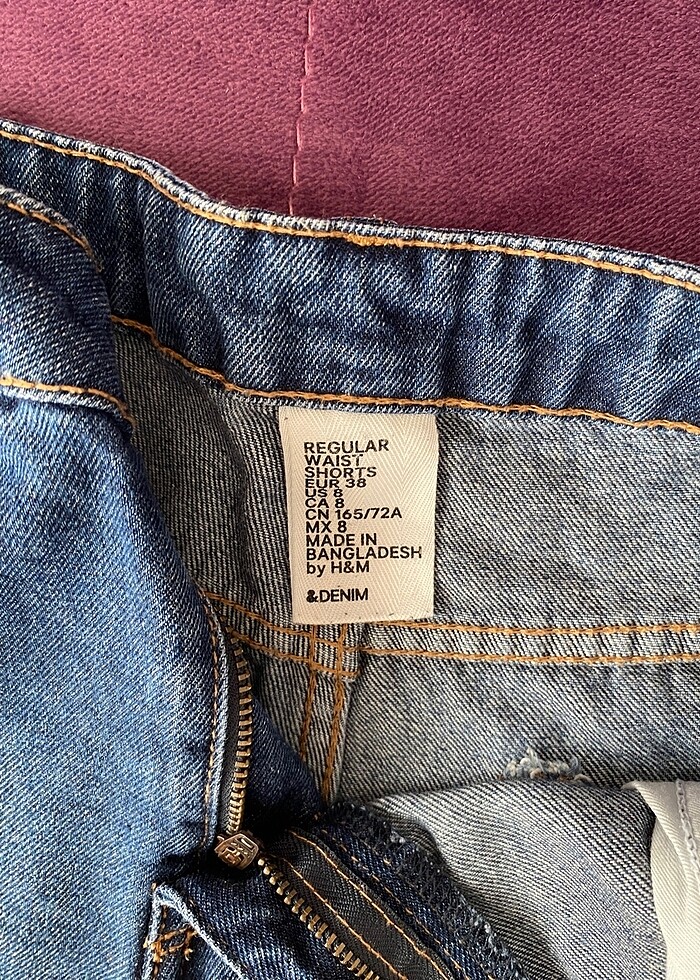 REGULAR
WAIST
SHORTS
EUR 38
US 8
CA 8
CN 165/72A
MX 8
MADE IN
BANGLADESH
by H&M
&DENIM